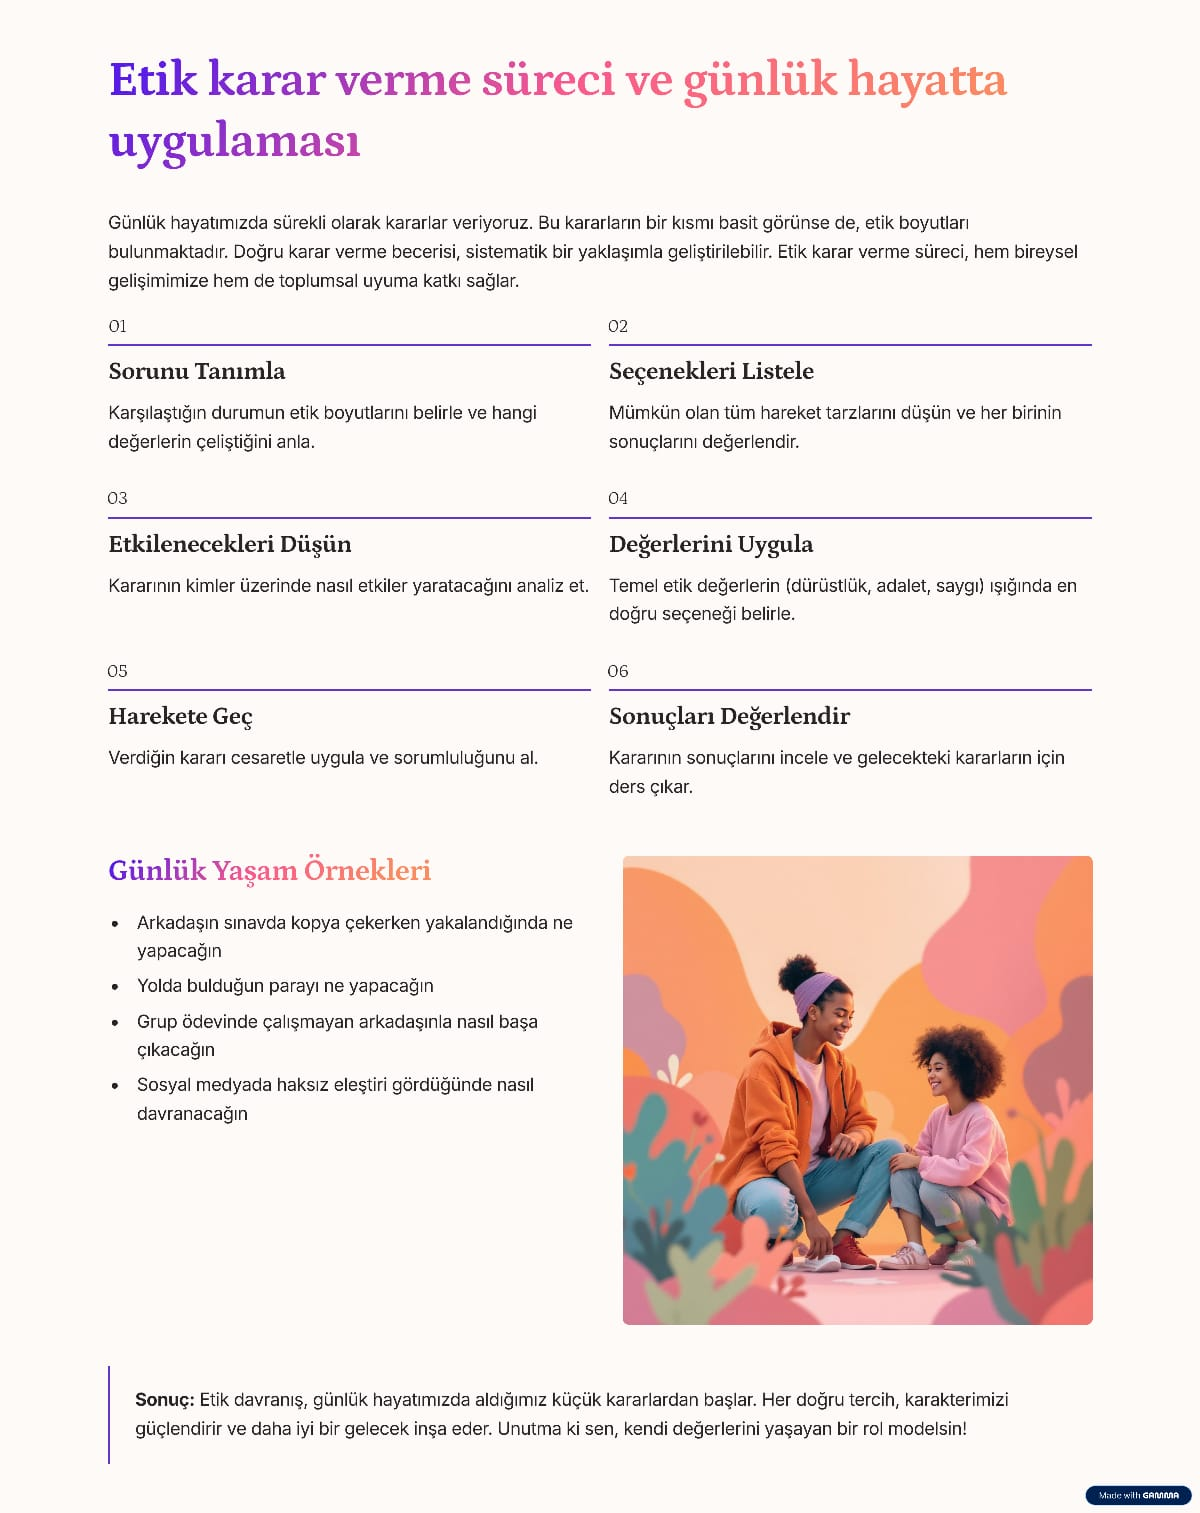 Etik karar verme süreci ve günlük hayatta
uygulaması
Günlük hayatımızda sürekli olarak kararlar veriyoruz. Bu kararların bir kısmı basit görünse de, etik boyutları
bulunmaktadır. Doğru karar verme becerisi, sistematik bir yaklaşımla geliştirilebilir. Etik karar verme süreci, hem bireysel
gelişimimize hem de toplumsal uyuma katkı sağlar.
01
Sorunu Tanımla
Karşılaştığın durumun etik boyutlarını belirle ve hangi
değerlerin çeliştiğini anla.
02
Seçenekleri Listele
Mümkün olan tüm hareket tarzlarını düşün ve her birinin
sonuçlarını değerlendir.
03
Etkilenecekleri Düşün
Kararının kimler üzerinde nasıl etkiler yaratacağını analiz et.
04
Değerlerini Uygula
Temel etik değerlerin (dürüstlük, adalet, saygı) ışığında en
doğru seçeneği belirle.
05
Harekete Geç
Verdiğin kararı cesaretle uygula ve sorumluluğunu al.
06
Sonuçları Değerlendir
Kararının sonuçlarını incele ve gelecekteki kararların için
ders çıkar.
Günlük Yaşam Örnekleri
• Arkadaşın sınavda kopya çekerken yakalandığında ne
yapacağın
• Yolda bulduğun parayı ne yapacağın
• Grup ödevinde çalışmayan arkadaşınla nasıl başa
çıkacağın
• Sosyal medyada haksız eleştiri gördüğünde nasıl
davranacağın
Sonuç: Etik davranış, günlük hayatımızda aldığımız küçük kararlardan başlar. Her doğru tercih, karakterimizi
güçlendirir ve daha iyi bir gelecek inşa eder. Unutma ki sen, kendi değerlerini yaşayan bir rol modelsin!
Made with GAMMA